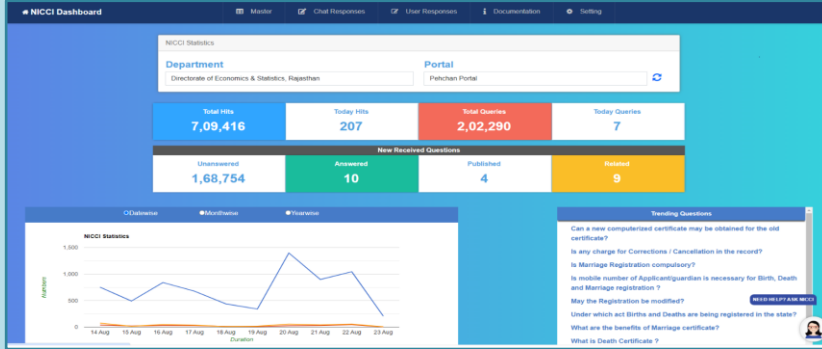 NICCI Dashboard
Master
Chat Responses
User Responses
Documentation
Setting
NICCI Statistics
Department
Portal
Directorate of Economics & Statistics, Rajasthan
Pehchan Portal
Total Hits
Today Hits
Total Queries
Today Queries
7,09,416
207
2,02,290
7
New Received Questions
Unanswered
Answered
Published
Related
1,68,754
10
4
9
Datewise
Monthwise
Yearwise
NICCI Statistics
1,500
1,000
500
0
Number
14 Aug 15 Aug 16 Aug 17 Aug 18 Aug 19 Aug 20 Aug 21 Aug 22 Aug 23 Aug
Duration
Trending Questions
Can a new computerized certificate may be obtained for the old
certificate?
Is any charge for Corrections / Cancellation in the record?
Is Marriage Registration compulsory?
Is mobile number of Applicant/guardian is necessary for Birth, Death
and Marriage registration ?
May the Registration be modified?
Under which act Births and Deaths are being registered in the state?
What are the benefits of Marriage certificate?
What is Death Certificate ?
NEED HELP? ASK NICCI